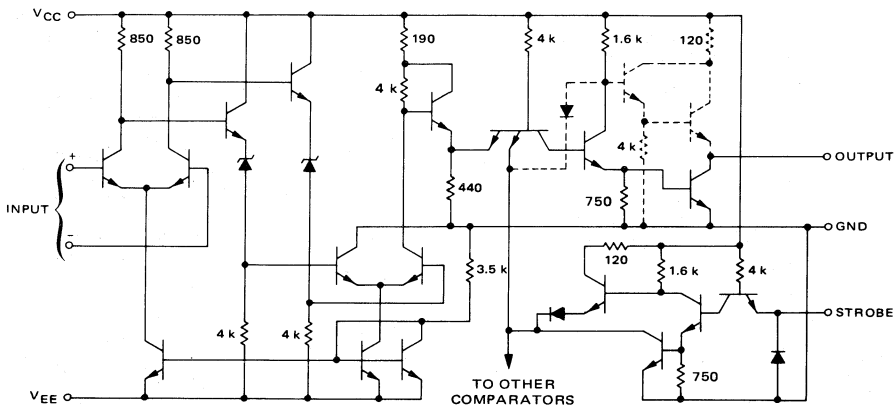 VCC
850
850
190
4 k
1.6 k
120
4 k
4 k
440
750
OUTPUT
+
INPUT
−
GND
3.5 k
120
1.6 k
4 k
STROBE
4 k
4 k
750
VEE
TO OTHER
COMPARATORS